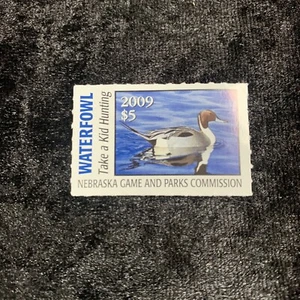 WATERFOWL
Take a Kid Hunting
2009
$5
NEBRASKA GAME AND PARKS COMMISSION